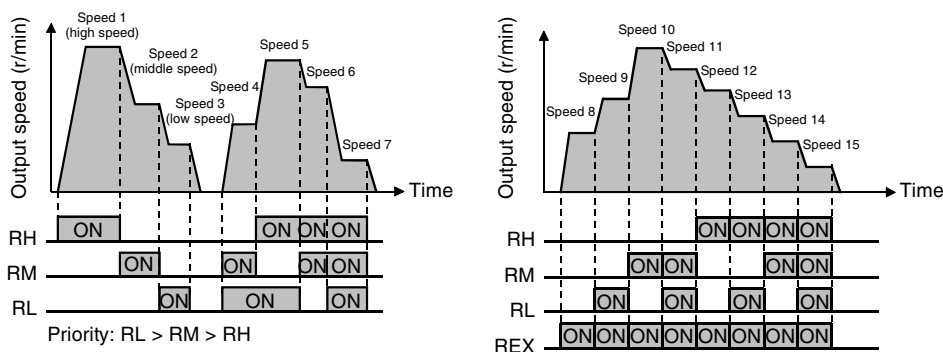 Output speed (r/min)
Speed 1
(high speed)
Speed 2
(middle speed)
Speed 3
(low speed)
Speed 4
Speed 5
Speed 6
Speed 7
Time
RH
ON
ON
ON
ON
RM
ON
ON
ON
ON
RL
ON
ON
ON
Priority: RL > RM > RH
Output speed (r/min)
Speed 8
Speed 9
Speed 10
Speed 11
Speed 12
Speed 13
Speed 14
Speed 15
Time
RH
ON
ON
ON
ON
RM
ON
ON
ON
ON
RL
ON
ON
ON
ON
REX
ON
ON
ON
ON
ON
ON
ON
ON